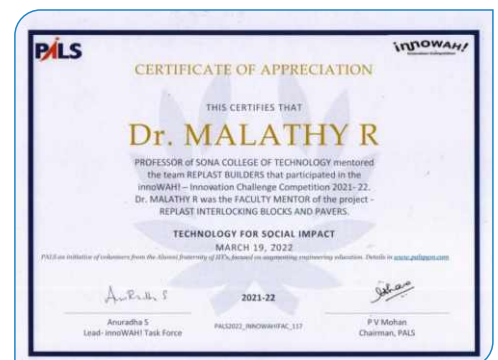 PALS
innOWAH!
CERTIFICATE OF APPRECIATION
THIS CERTIFIES THAT
Dr. MALATHY R
PROFESSOR of SONA COLLEGE OF TECHNOLOGY mentored
the team REPLAST BUILDERS that participated in the
innoWAH! – Innovation Challenge Competition 2021- 22.
Dr. MALATHY R was the FACULTY MENTOR of the project -
REPLAST INTERLOCKING BLOCKS AND PAVERS.
TECHNOLOGY FOR SOCIAL IMPACT
MARCH 19, 2022
PALS an initiative of volunteers from the Alumni fraternity of IITs, focused on augmenting engineering education. Details in www.palspgm.com
Anuradha S
2021-22
Anuradha S
Lead- innoWAH! Task Force
PALS2022_INNOWAH!FAC_117
P V Mohan
Chairman, PALS